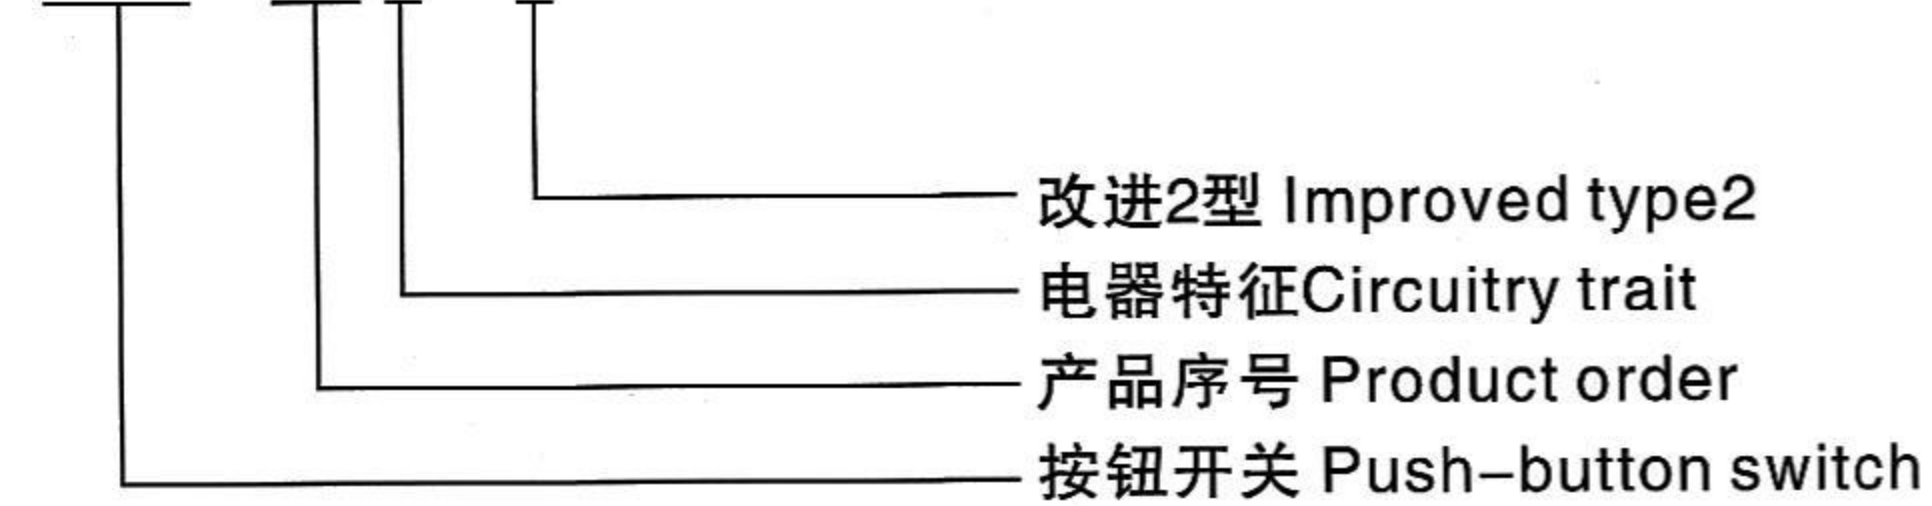 改进2型 Improved type2
电器特征Circuitry trait
产品序号 Product order
按钮开关 Push-button switch